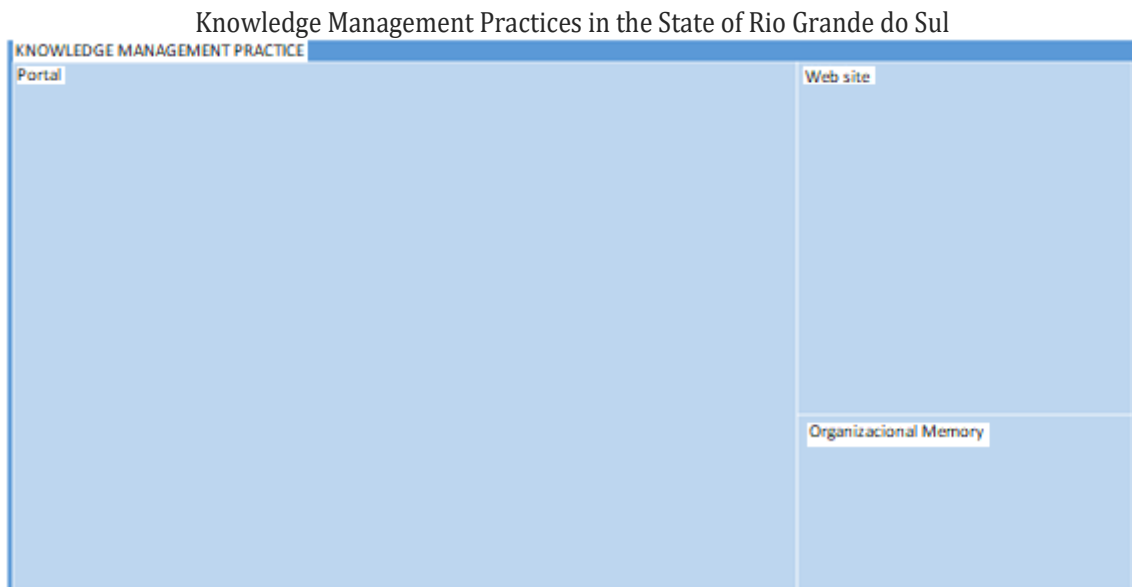 Knowledge Management Practices in the State of Rio Grande do Sul
KNOWLEDGE MANAGEMENT PRACTICE
Portal
Web site
Organizacional Memory